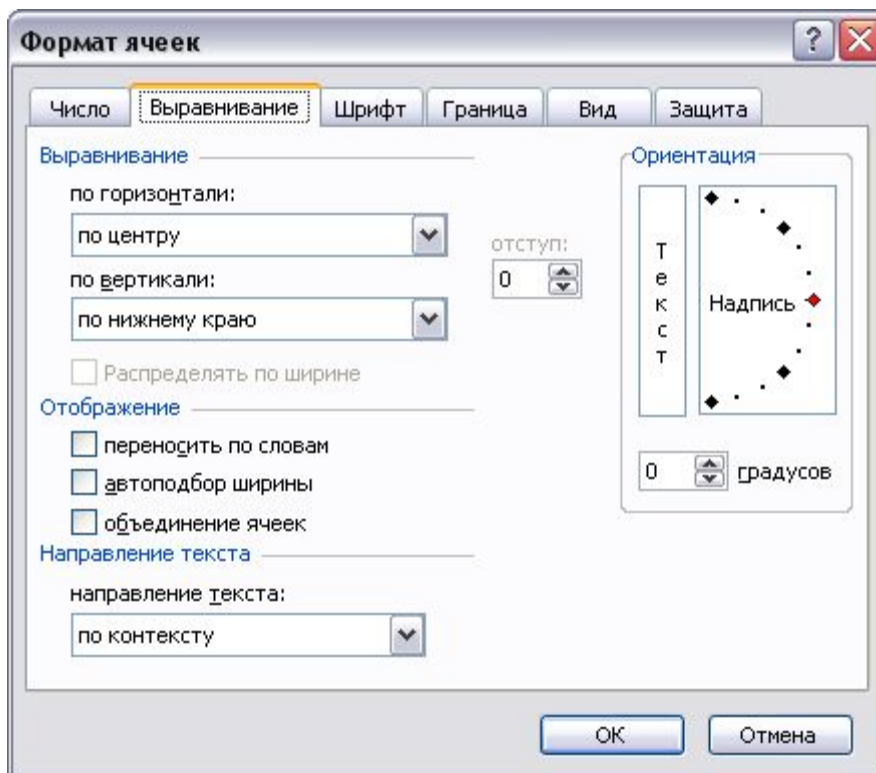 Формат ячеек
Число Выравнивание Шрифт Граница Вид Защита
Выравнивание
по горизонтали:
по центру
отступ:
0
по вертикали:
по нижнему краю
Распределять по ширине
Отображение
переносить по словам
автоподбор ширины
объединение ячеек
Направление текста
направление текста:
по контексту
Ориентация
Текст
Надпись
0 градусов
ОК Отмена